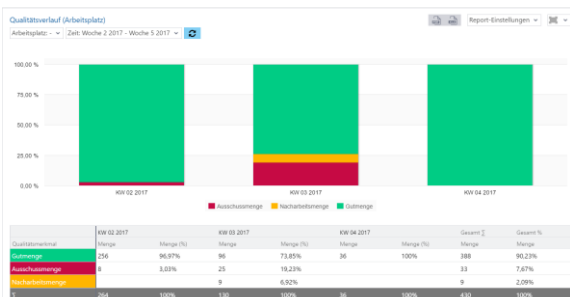 Qualitätsverlauf (Arbeitsplatz)
Report-Einstellungen
Arbeitsplatz: - Zeit: Woche 2 2017 - Woche 5 2017
100,00 %
75,00 %
50,00 %
25,00 %
0,00 %
KW 02 2017 KW 03 2017 KW 04 2017
Ausschussmenge Nacharbeitsmenge Gutmenge
KW 02 2017 KW 03 2017 KW 04 2017 Gesamt ∑ Gesamt %
Qualitätsmerkmal Menge Menge (%) Menge Menge (%) Menge Menge (%) Menge Menge
Gutmenge 256 96,97% 96 73,85% 36 100% 388 90,23%
Ausschussmenge 8 3,03% 25 19,23% 33 7,67%
Nacharbeitsmenge 9 6,92% 9 2,09%
∑ 264 100% 130 100% 36 100% 430 100%